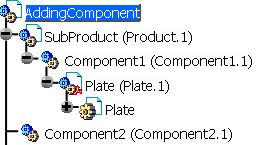 AddingComponent
SubProduct (Product.1)
Component1 (Component1.1)
Plate (Plate.1)
Plate
Component2 (Component2.1)